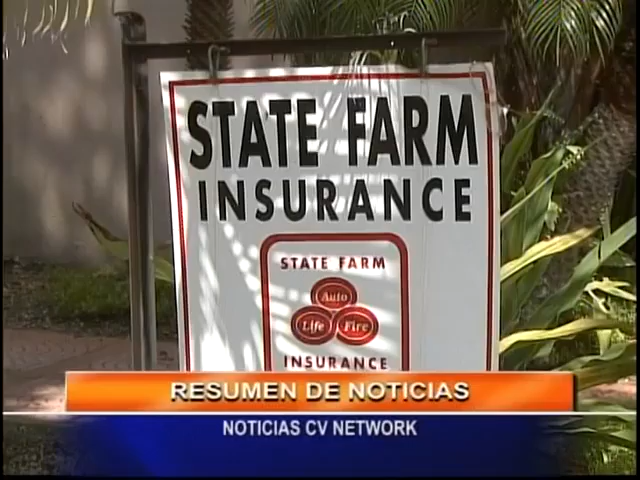 STATE FARM
INSURANCE
STATE FARM
Auto
Life Fire
INSURANCE
RESUMEN DE NOTICIAS
NOTICIAS CV NETWORK